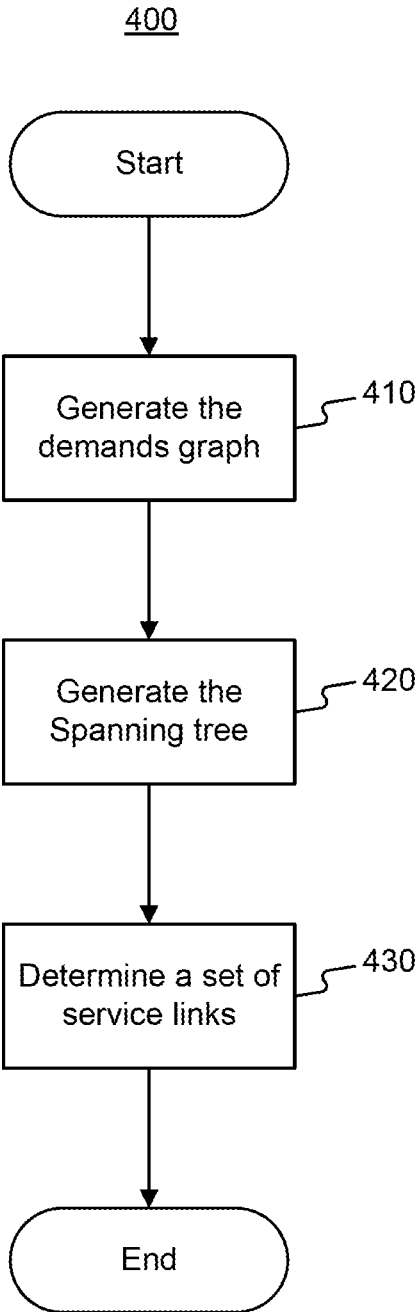 400
Start
Generate the
demands graph
410
Generate the
Spanning tree
420
Determine a set of
service links
430
End